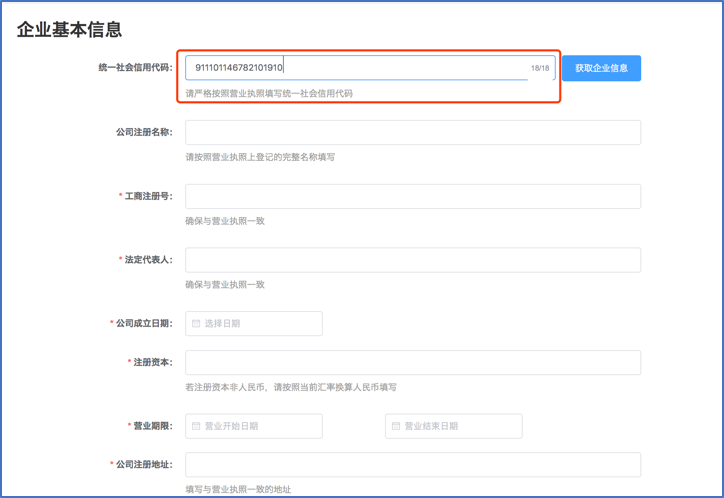 企业基本信息
统一社会信用代码： 911101146782101910 18/18 获取企业信息
请严格按照营业执照填写统一社会信用代码
公司注册名称：
请按照营业执照上登记的完整名称填写
* 工商注册号：
确保与营业执照一致
* 法定代表人：
确保与营业执照一致
* 公司成立日期： 选择日期
* 注册资本：
若注册资本非人民币，请按照当前汇率换算人民币填写
* 营业期限： 营业开始日期 营业结束日期
* 公司注册地址：
填写与营业执照一致的地址